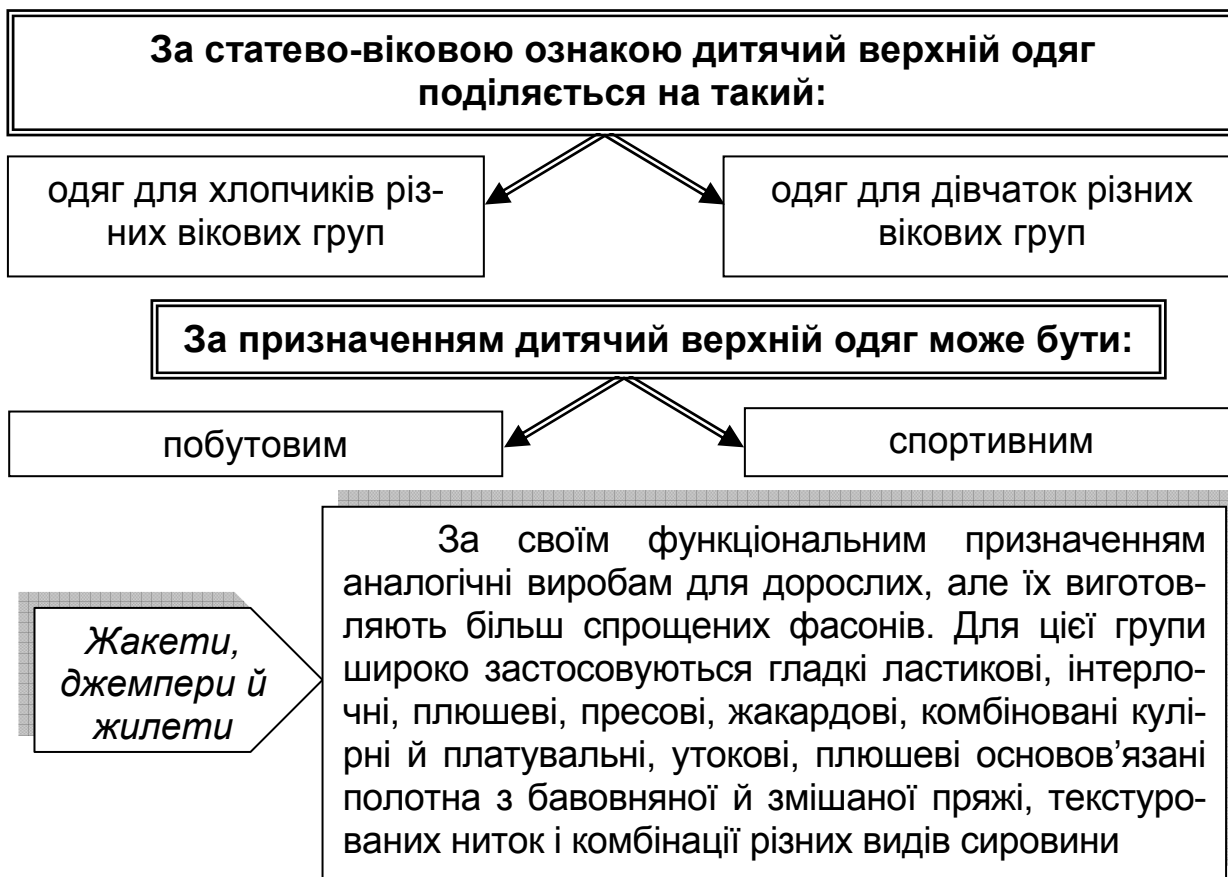 За статево-віковою ознакою дитячий верхній одяг
поділяється на такий:
одяг для хлопчиків різ-
них вікових груп
одяг для дівчаток різних
вікових груп
За призначенням дитячий верхній одяг може бути:
побутовим
спортивним
Жакети,
джемпери й
жилети
За своїм функціональним призначенням
аналогічні виробам для дорослих, але їх виготов-
ляють більш спрощених фасонів. Для цієї групи
широко застосовуються гладкі ластикові, інтерло-
чні, плюшеві, пресові, жакардові, комбіновані кулі-
рні й платувальні, утокові, плюшеві основов’язані
полотна з бавовняної й змішаної пряжі, текстуро-
ваних ниток і комбінації різних видів сировини